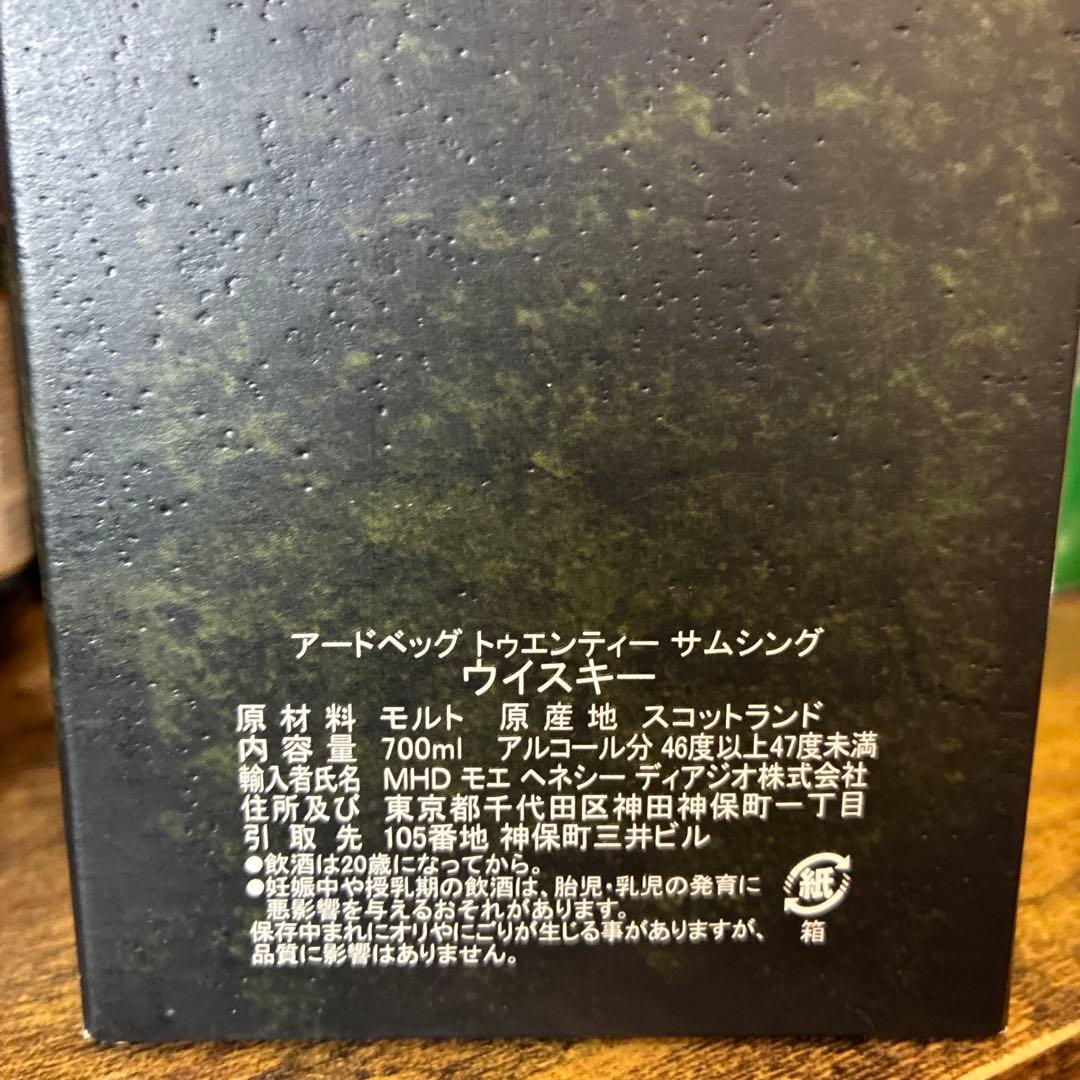 アードベッグ トゥエンティー サムシング
ウイスキー
原材料 モルト 原産地 スコットランド
内容量 700ml アルコール分 46度以上47度未満
輸入者氏名 MHD モエ ヘネシー ディアジオ株式会社
住所及び 東京都千代田区神田神保町一丁目
引取先 105番地 神保町三井ビル
●飲酒は20歳になってから。
●妊娠中や授乳期の飲酒は、胎児・乳児の発育に
悪影響を与えるおそれがあります。
保存中まれにオリやにごりが生じる事がありますが、
品質に影響はありません。
紙
箱